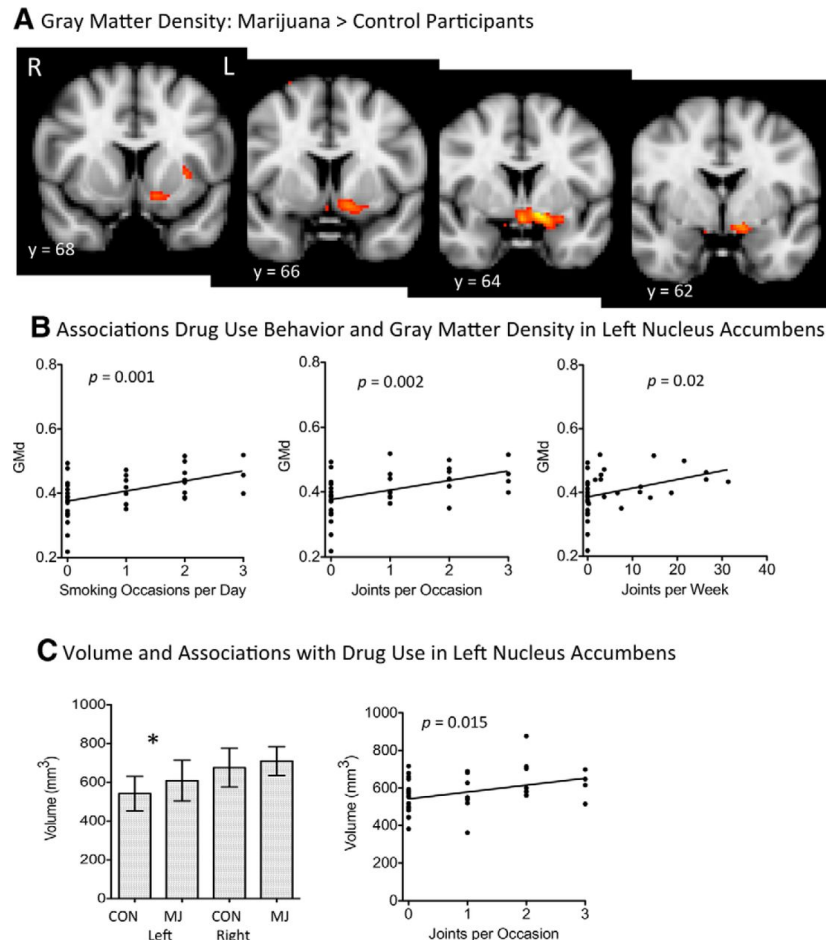 A Gray Matter Density: Marijuana > Control Participants
R L
y = 68
y = 66
y = 64
y = 62
B Associations Drug Use Behavior and Gray Matter Density in Left Nucleus Accumbens
GMd
0.8
0.6
0.4
0.2
p = 0.001
0 1 2 3
Smoking Occasions per Day
GMd
0.8
0.6
0.4
0.2
p = 0.002
0 1 2 3
Joints per Occasion
GMd
0.8
0.6
0.4
0.2
p = 0.02
0 10 20 30 40
Joints per Week
C Volume and Associations with Drug Use in Left Nucleus Accumbens
Volume (mm³)
1000
800
600
400
200
0
*
CON MJ CON MJ
Left Right
Volume (mm³)
1000
800
600
400
200
0
p = 0.015
0 1 2 3
Joints per Occasion